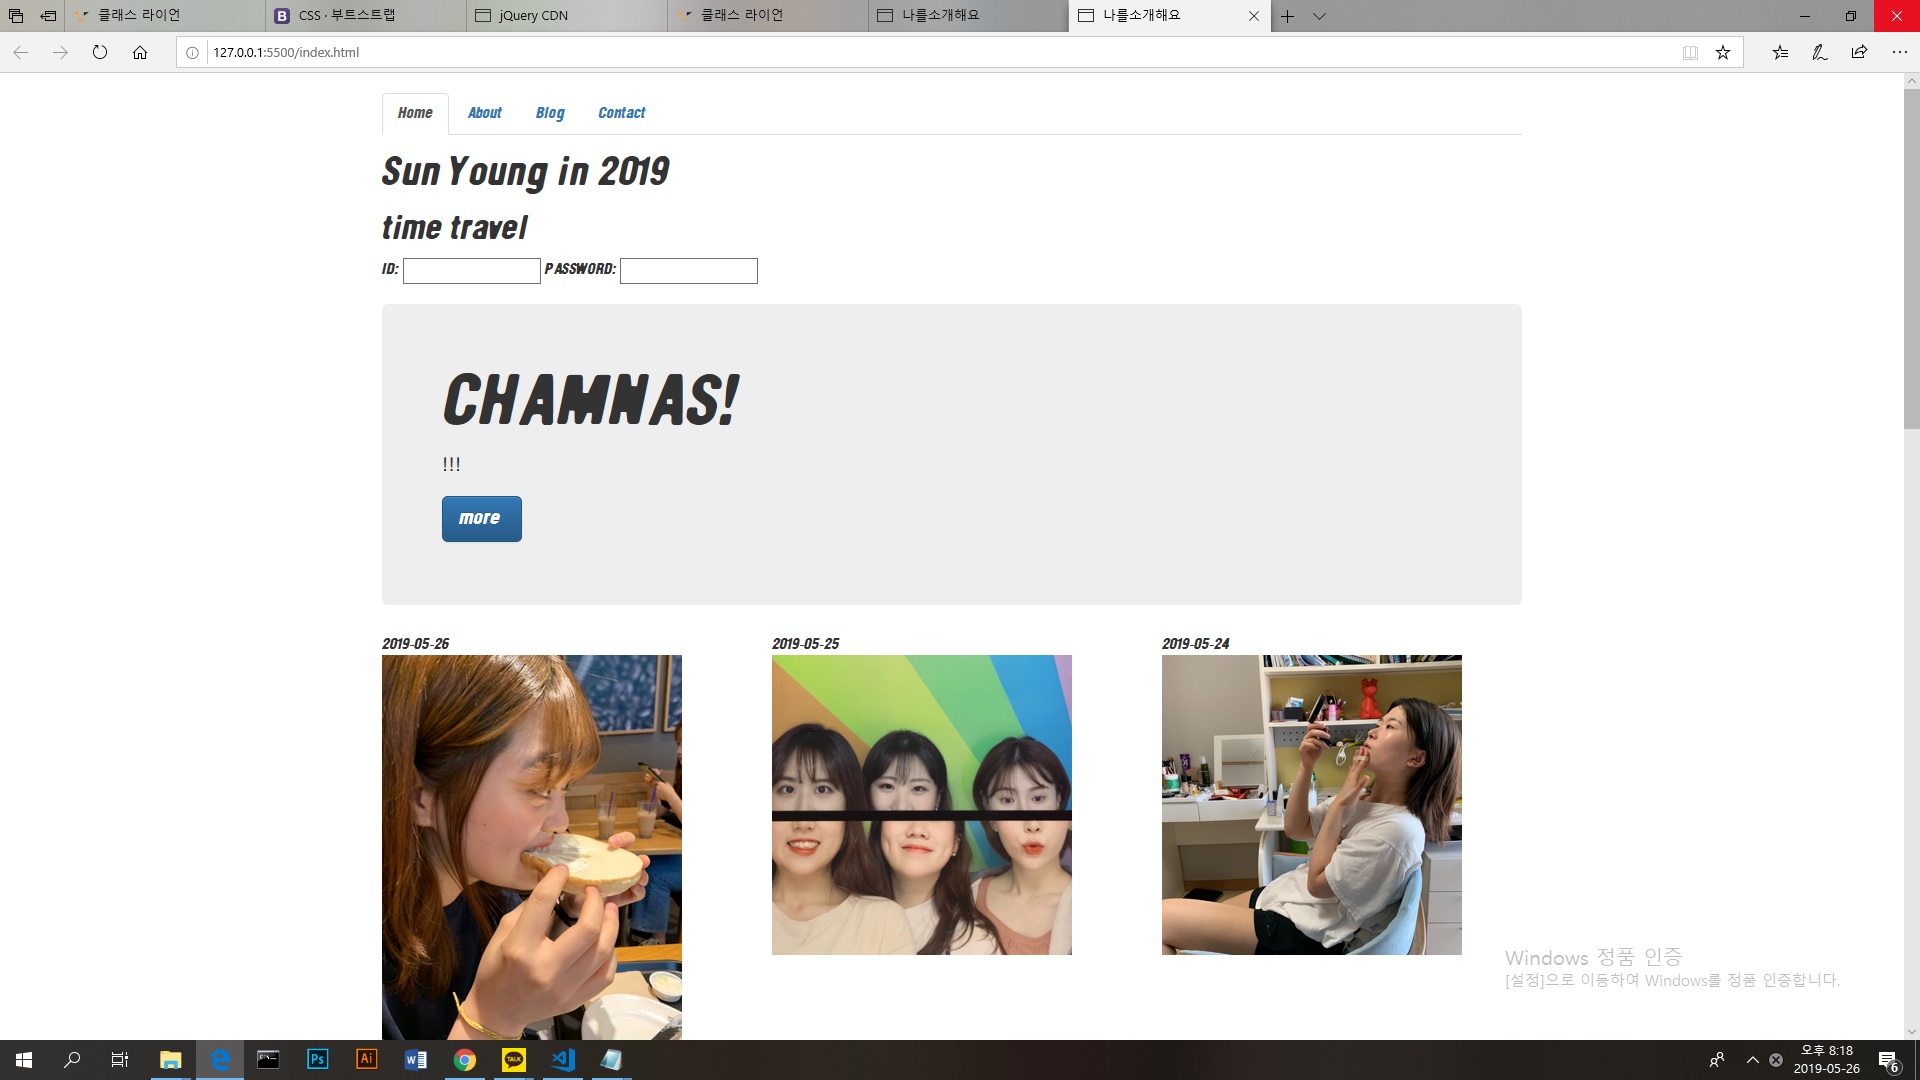 클래스 라이언
CSS · 부트스트랩
jQuery CDN
클래스 라이언
나를소개해요
나를소개해요
127.0.0.1:5500/index.html
Home About Blog Contact
Sun Young in 2019
time travel
ID: PASSWORD:
CHAMNAS!
!!!
more
2019-05-26
2019-05-25
2019-05-24
Windows 정품 인증
[설정]으로 이동하여 Windows를 정품 인증합니다.
Ps
Ai
W
TALK
오후 8:18
2019-05-26
6